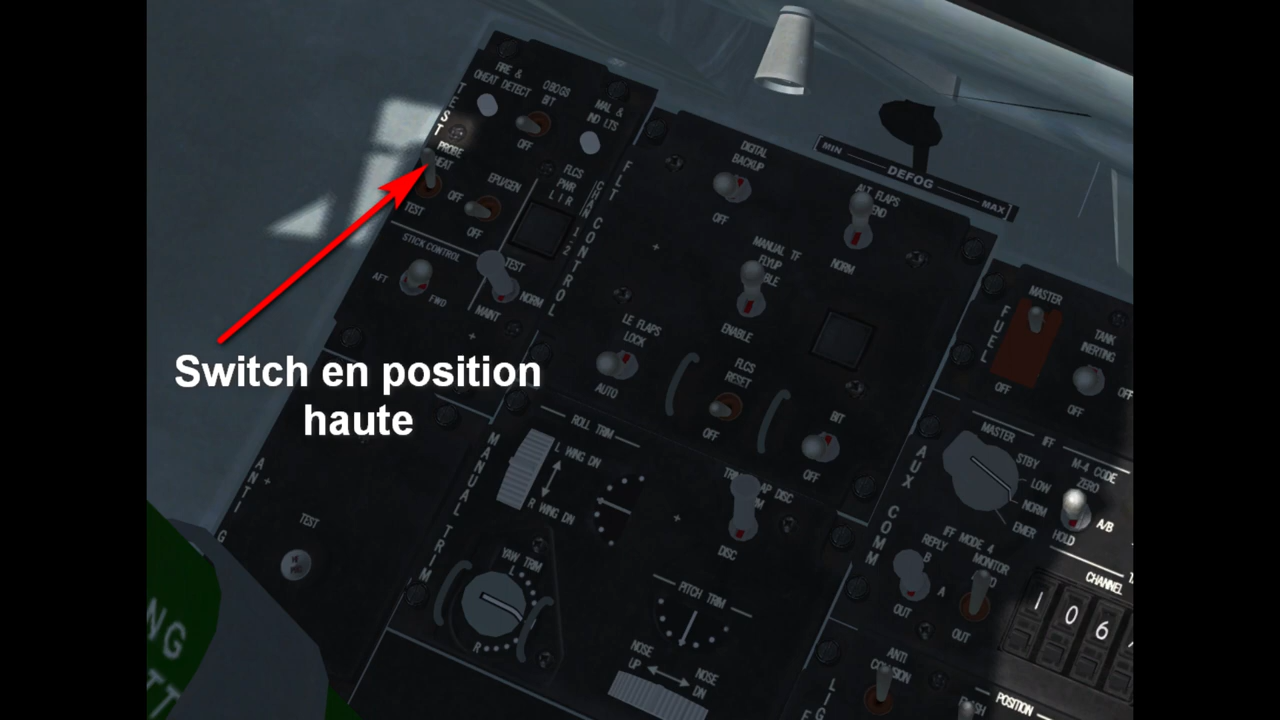 FIRE &
OHEAT DETECT
OBOGS
BIT
MAL &
IND LTS
TEST
OFF
PROBE
HEAT
OFF
TEST
EPU/GEN
OFF
FLCS
PWR
STICK CONTROL
AFT
FWD
TEST
NORM
MAINT
FLT CONTROL
DIGITAL
BACKUP
OFF
ALT FLAPS
NORM
MANUAL TF
FLYUP
ENABLE
LE FLAPS
LOCK
AUTO
FLCS
RESET
OFF
BIT
OFF
MIN
DEFOG
MAX
FUEL
MASTER
OFF
TANK
INERTING
OFF
Switch en position
haute
MANUAL TRIM
ROLL TRIM
L WING DN
R WING DN
DISC
YAW TRIM
L
R
PITCH TRIM
NOSE
UP
NOSE
DN
ANTI G
TEST
AUX COMM
MASTER
IFF
STBY
LOW
NORM
EMER
M-4 CODE
ZERO
A/B
HOLD
IFF MODE 4
REPLY
B
A
OUT
MONITOR
OUT
CHANNEL
1 0 6
ANTI
POSITION